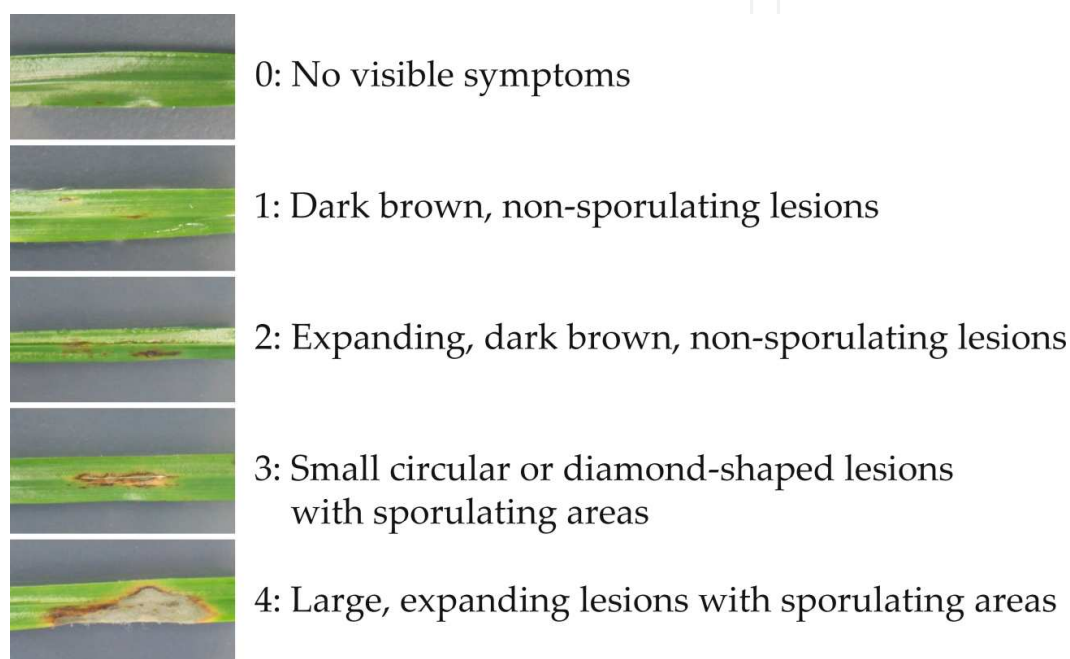 0: No visible symptoms
1: Dark brown, non-sporulating lesions
2: Expanding, dark brown, non-sporulating lesions
3: Small circular or diamond-shaped lesions
with sporulating areas
4: Large, expanding lesions with sporulating areas